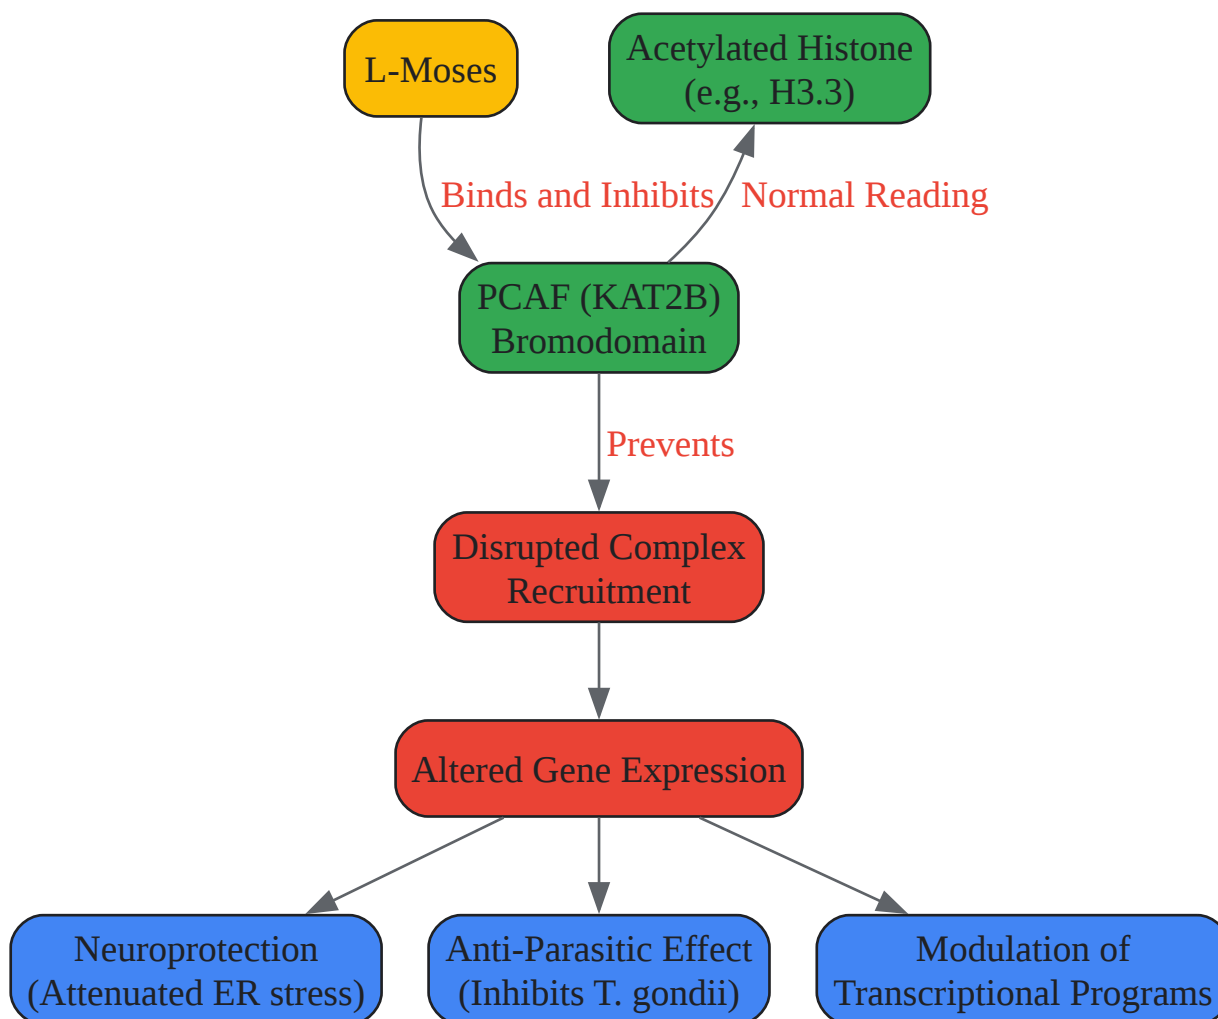 L-Moses
Acetylated Histone
(e.g., H3.3)
Binds and Inhibits
Normal Reading
PCAF (KAT2B)
Bromodomain
Prevents
Disrupted Complex
Recruitment
Altered Gene Expression
Neuroprotection
(Attenuated ER stress)
Anti-Parasitic Effect
(Inhibits T. gondii)
Modulation of
Transcriptional Programs